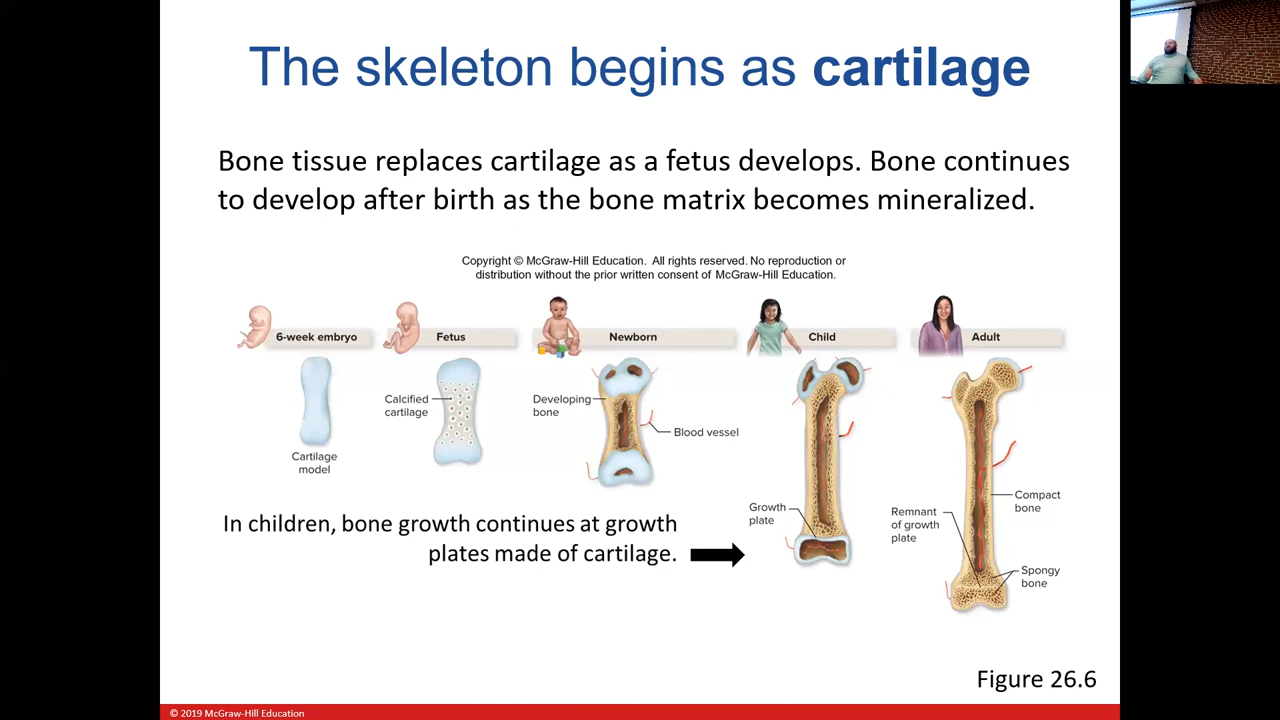 The skeleton begins as cartilage
Bone tissue replaces cartilage as a fetus develops. Bone continues
to develop after birth as the bone matrix becomes mineralized.
Copyright © McGraw-Hill Education. All rights reserved. No reproduction or
distribution without the prior written consent of McGraw-Hill Education.
6-week embryo
Fetus
Newborn
Child
Adult
Cartilage
model
Calcified
cartilage
Developing
bone
Blood vessel
Growth
plate
Remnant
of growth
plate
Compact
bone
Spongy
bone
In children, bone growth continues at growth
plates made of cartilage.
Figure 26.6
© 2019 McGraw-Hill Education